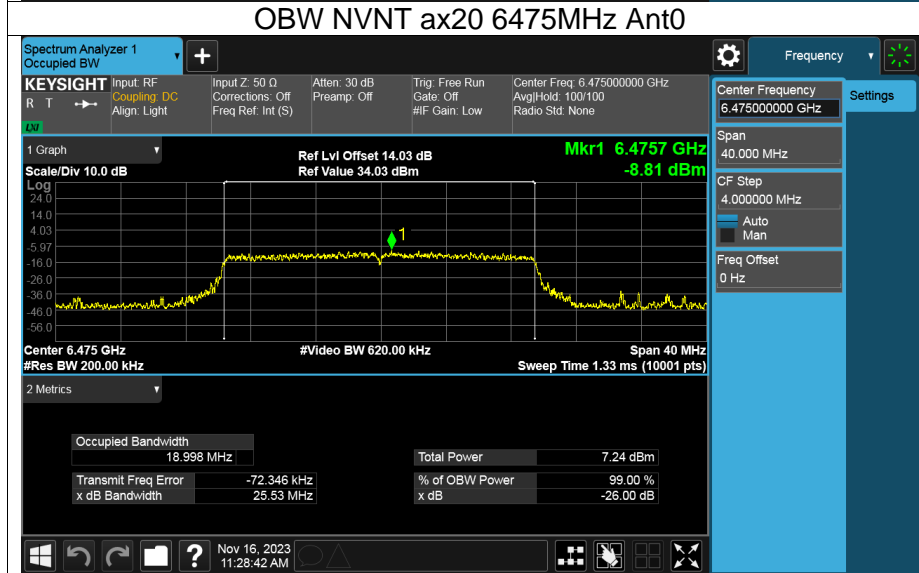 OBW NVNT ax20 6475MHz Ant0
Spectrum Analyzer 1
Occupied BW
+
Frequency
KEYSIGHT
R T
LXI
Input: RF
Coupling: DC
Align: Light
Input Z: 50 Ω
Corrections: Off
Freq Ref: Int (S)
Atten: 30 dB
Preamp: Off
Trig: Free Run
Gate: Off
#IF Gain: Low
Center Freq: 6.475000000 GHz
Avg|Hold: 100/100
Radio Std: None
Center Frequency
6.475000000 GHz
Settings
Span
40.000 MHz
CF Step
4.000000 MHz
Auto
Man
Freq Offset
0 Hz
1 Graph
Scale/Div 10.0 dB
Ref Lvl Offset 14.03 dB
Ref Value 34.03 dBm
Mkr1 6.4757 GHz
-8.81 dBm
Log
24.0
14.0
4.03
-5.97
-16.0
-26.0
-36.0
-46.0
-56.0
1
Center 6.475 GHz
#Res BW 200.00 kHz
#Video BW 620.00 kHz
Span 40 MHz
Sweep Time 1.33 ms (10001 pts)
2 Metrics
Occupied Bandwidth
18.998 MHz
Total Power 7.24 dBm
Transmit Freq Error -72.346 kHz
% of OBW Power 99.00 %
x dB Bandwidth 25.53 MHz
x dB -26.00 dB
?
Nov 16, 2023
11:28:42 AM